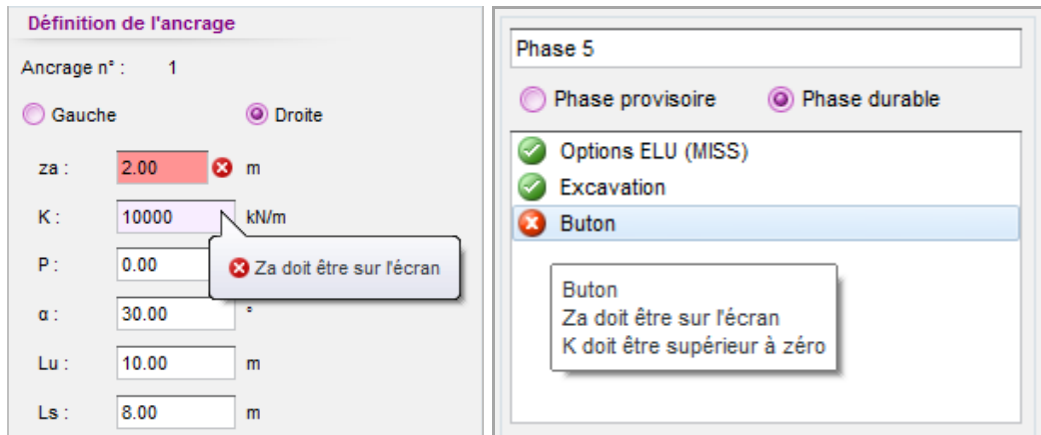 Définition de l'ancrage
Ancrage n° : 1
Gauche Droite
za : 2.00 m
K : 10000 kN/m
Za doit être sur l'écran
P : 0.00
α : 30.00 °
Lu : 10.00 m
Ls : 8.00 m
Phase 5
Phase provisoire Phase durable
Options ELU (MISS)
Excavation
Buton
Buton
Za doit être sur l'écran
K doit être supérieur à zéro